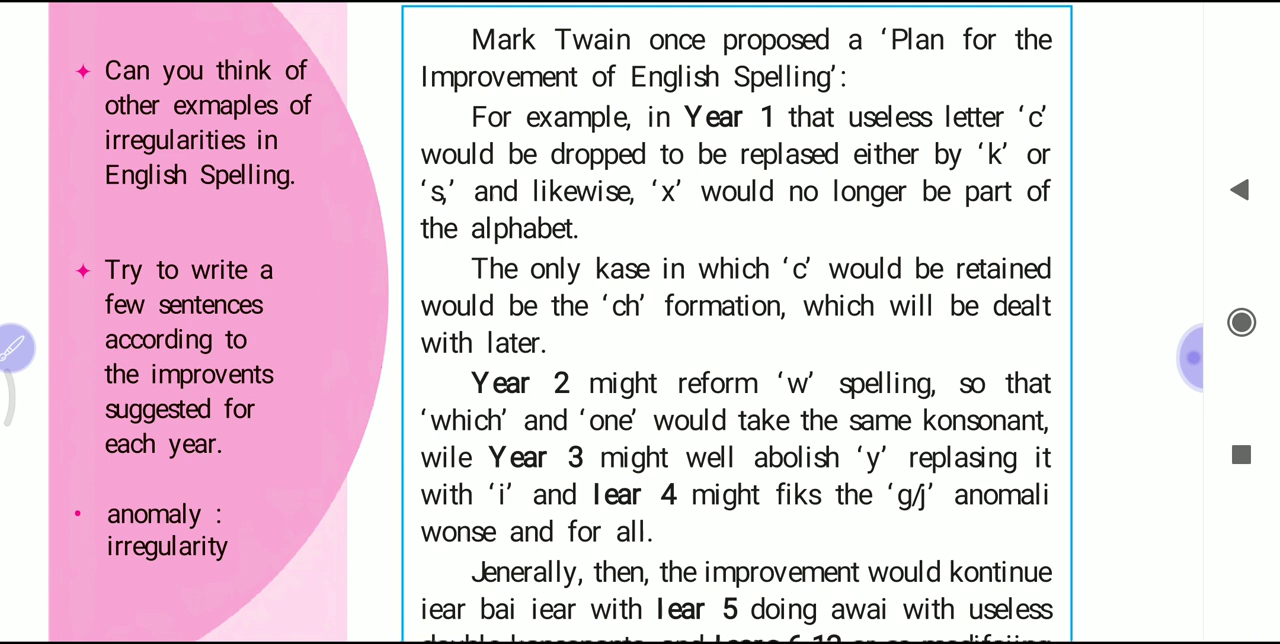 Can you think of
other exmaples of
irregularities in
English Spelling.
Try to write a
few sentences
according to
the improvents
suggested for
each year.
anomaly :
irregularity
Mark Twain once proposed a ‘Plan for the
Improvement of English Spelling’:
For example, in Year 1 that useless letter ‘c’
would be dropped to be replased either by ‘k’ or
‘s,’ and likewise, ‘x’ would no longer be part of
the alphabet.
The only kase in which ‘c’ would be retained
would be the ‘ch’ formation, which will be dealt
with later.
Year 2 might reform ‘w’ spelling, so that
‘which’ and ‘one’ would take the same konsonant,
wile Year 3 might well abolish ‘y’ replasing it
with ‘i’ and Iear 4 might fiks the ‘g/j’ anomali
wonse and for all.
Jenerally, then, the improvement would kontinue
iear bai iear with Iear 5 doing awai with useless